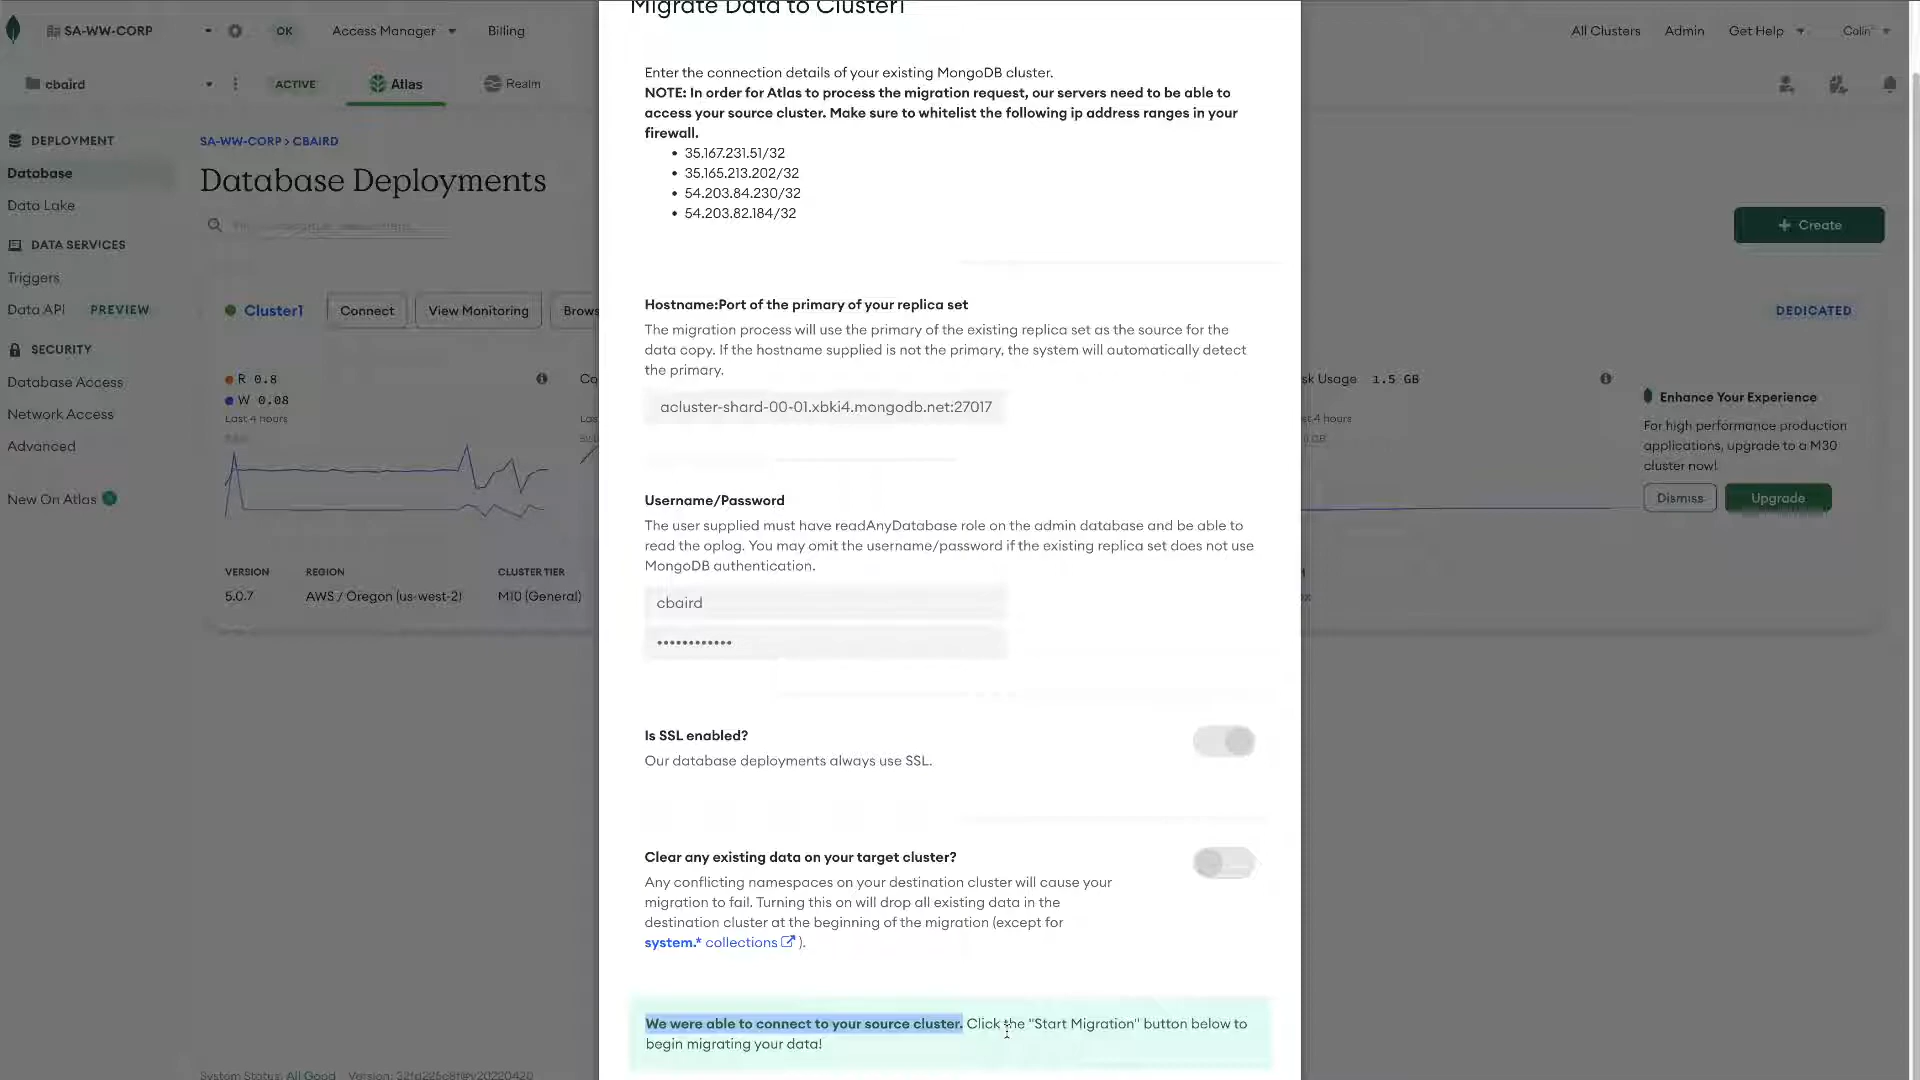 Migrate Data to Cluster1
SA-WW-CORP
OK
Access Manager
Billing
All Clusters
Admin
Get Help
Colin
cbaird
ACTIVE
Atlas
Realm
DEPLOYMENT
Database
Data Lake
DATA SERVICES
Triggers
Data API PREVIEW
SECURITY
Database Access
Network Access
Advanced
New On Atlas
SA-WW-CORP > CBAIRD
Database Deployments
+ Create
Cluster1
Connect
View Monitoring
Brows
DEDICATED
R 0.8
W 0.08
Last 4 hours
Co
Las
sk Usage 1.5 GB
st 4 hours
Enhance Your Experience
For high performance production
applications, upgrade to a M30
cluster now!
Dismiss
Upgrade
VERSION
REGION
CLUSTER TIER
5.0.7
AWS / Oregon (us-west-2)
M10 (General)
System Status: All Good
Enter the connection details of your existing MongoDB cluster.
NOTE: In order for Atlas to process the migration request, our servers need to be able to
access your source cluster. Make sure to whitelist the following ip address ranges in your
firewall.
• 35.167.231.51/32
• 35.165.213.202/32
• 54.203.84.230/32
• 54.203.82.184/32
Hostname:Port of the primary of your replica set
The migration process will use the primary of the existing replica set as the source for the
data copy. If the hostname supplied is not the primary, the system will automatically detect
the primary.
acluster-shard-00-01.xbki4.mongodb.net:27017
Username/Password
The user supplied must have readAnyDatabase role on the admin database and be able to
read the oplog. You may omit the username/password if the existing replica set does not use
MongoDB authentication.
cbaird
••••••••••••
Is SSL enabled?
Our database deployments always use SSL.
Clear any existing data on your target cluster?
Any conflicting namespaces on your destination cluster will cause your
migration to fail. Turning this on will drop all existing data in the
destination cluster at the beginning of the migration (except for
system.* collections ).
We were able to connect to your source cluster. Click the "Start Migration" button below to
begin migrating your data!